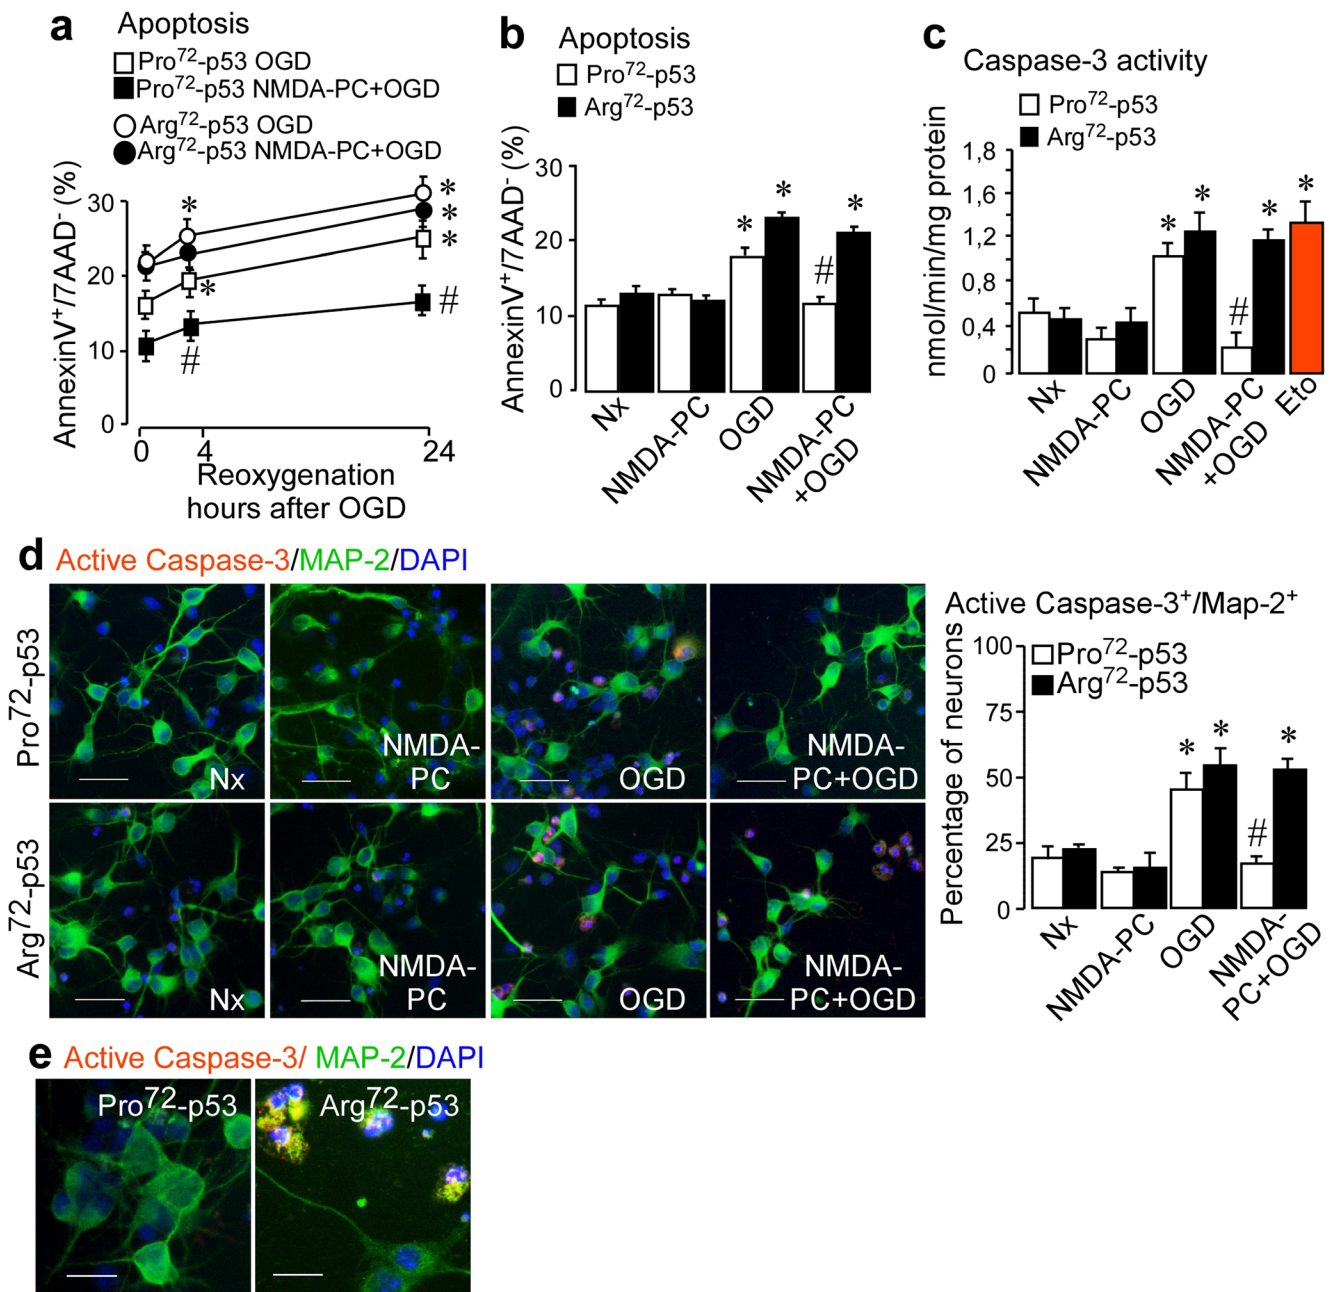 a
Apoptosis
Pro72-p53 OGD
Pro72-p53 NMDA-PC+OGD
Arg72-p53 OGD
Arg72-p53 NMDA-PC+OGD
AnnexinV+/7AAD- (%)
30
20
10
0
*
*
*
*
*
#
#
0
4
24
Reoxygenation
hours after OGD
b
Apoptosis
Pro72-p53
Arg72-p53
AnnexinV+/7AAD- (%)
30
20
10
0
*
*
#
*
Nx
NMDA-PC
OGD
NMDA-PC
+OGD
c
Caspase-3 activity
Pro72-p53
Arg72-p53
nmol/min/mg protein
1,8
1,6
1,2
0,8
0,4
0
*
*
#
*
*
Nx
NMDA-PC
OGD
NMDA-PC
+OGD
Eto
d
Active Caspase-3/MAP-2/DAPI
Pro72-p53
Nx
NMDA-
PC
OGD
NMDA-
PC+OGD
Arg72-p53
Nx
NMDA-
PC
OGD
NMDA-
PC+OGD
Active Caspase-3+/Map-2+
Pro72-p53
Arg72-p53
Percentage of neurons
100
75
50
25
0
*
*
#
*
Nx
NMDA-PC
OGD
NMDA-
PC+OGD
e
Active Caspase-3/ MAP-2/DAPI
Pro72-p53
Arg72-p53